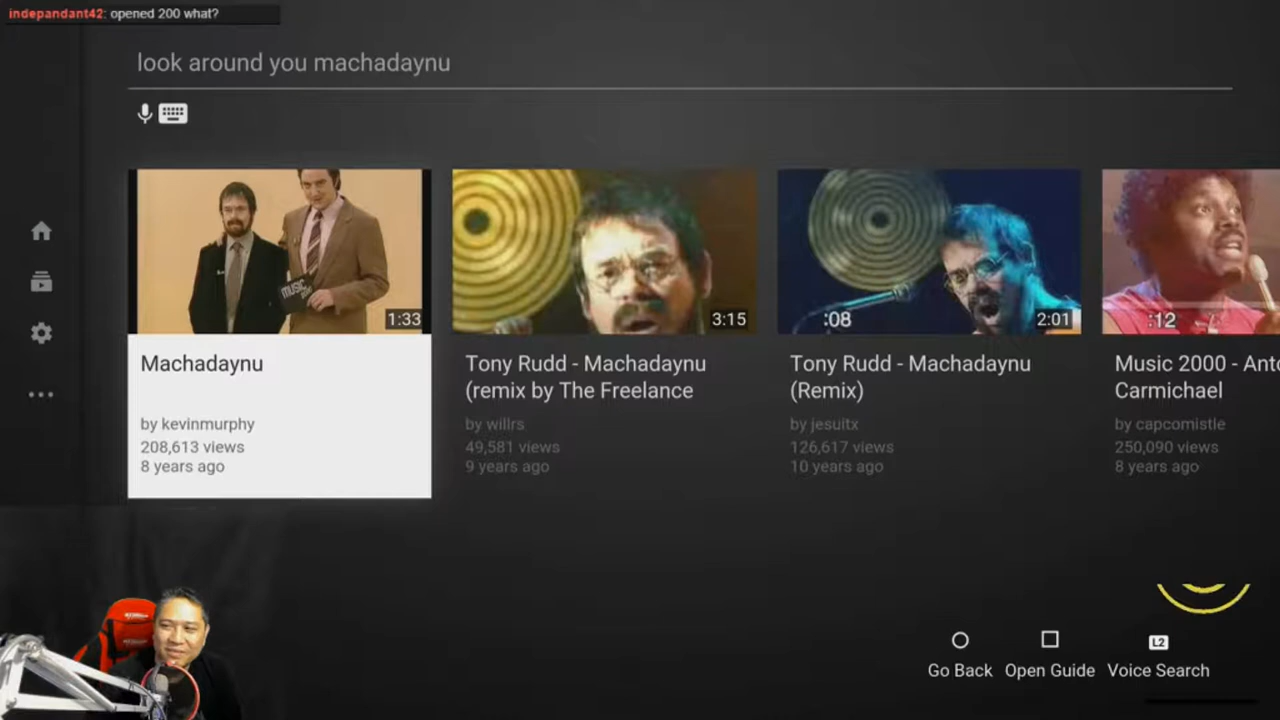 indepandant42: opened 200 what?
look around you machadaynu
MUSIC
1:33
3:15
:08
2:01
:12
Machadaynu
by kevinmurphy
208,613 views
8 years ago
Tony Rudd - Machadaynu
(remix by The Freelance
by willrs
49,581 views
9 years ago
Tony Rudd - Machadaynu
(Remix)
by jesuitx
126,617 views
10 years ago
Music 2000 - Anto
Carmichael
by capcomistle
250,090 views
8 years ago
L2
Go Back
Open Guide
Voice Search